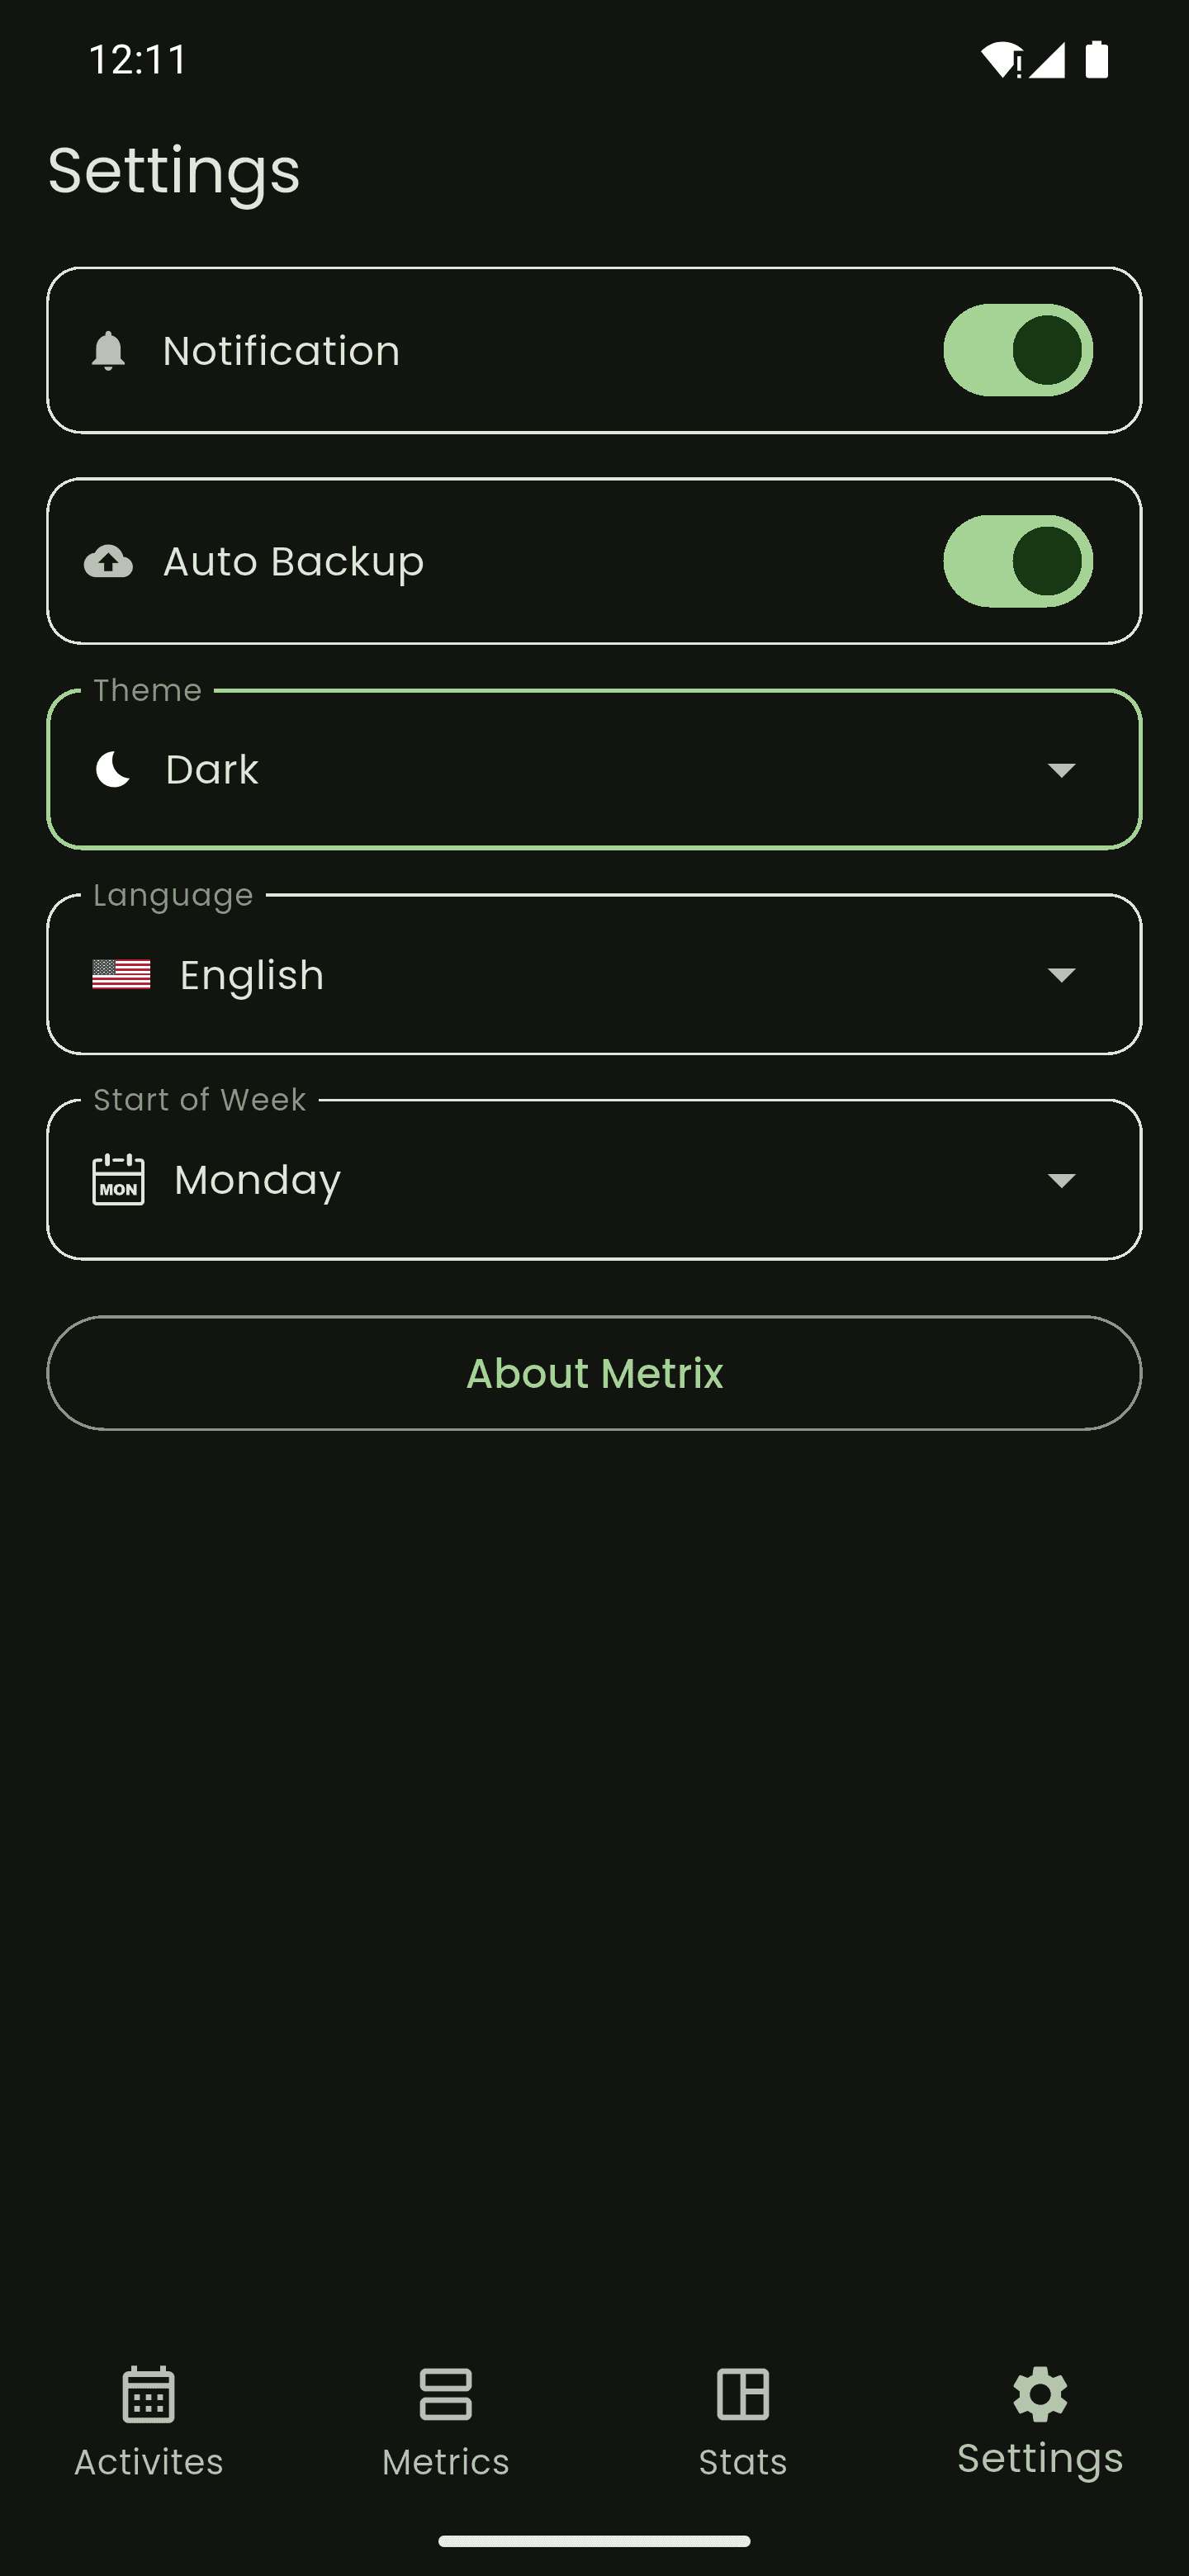 12:11
Settings
Notification
Auto Backup
Theme
Dark
Language
English
Start of Week
MON
Monday
About Metrix
Activites
Metrics
Stats
Settings